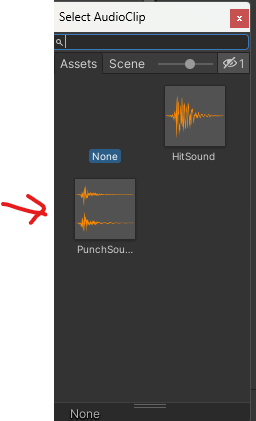 Select AudioClip
x
Assets Scene 1
None
HitSound
PunchSou...
None